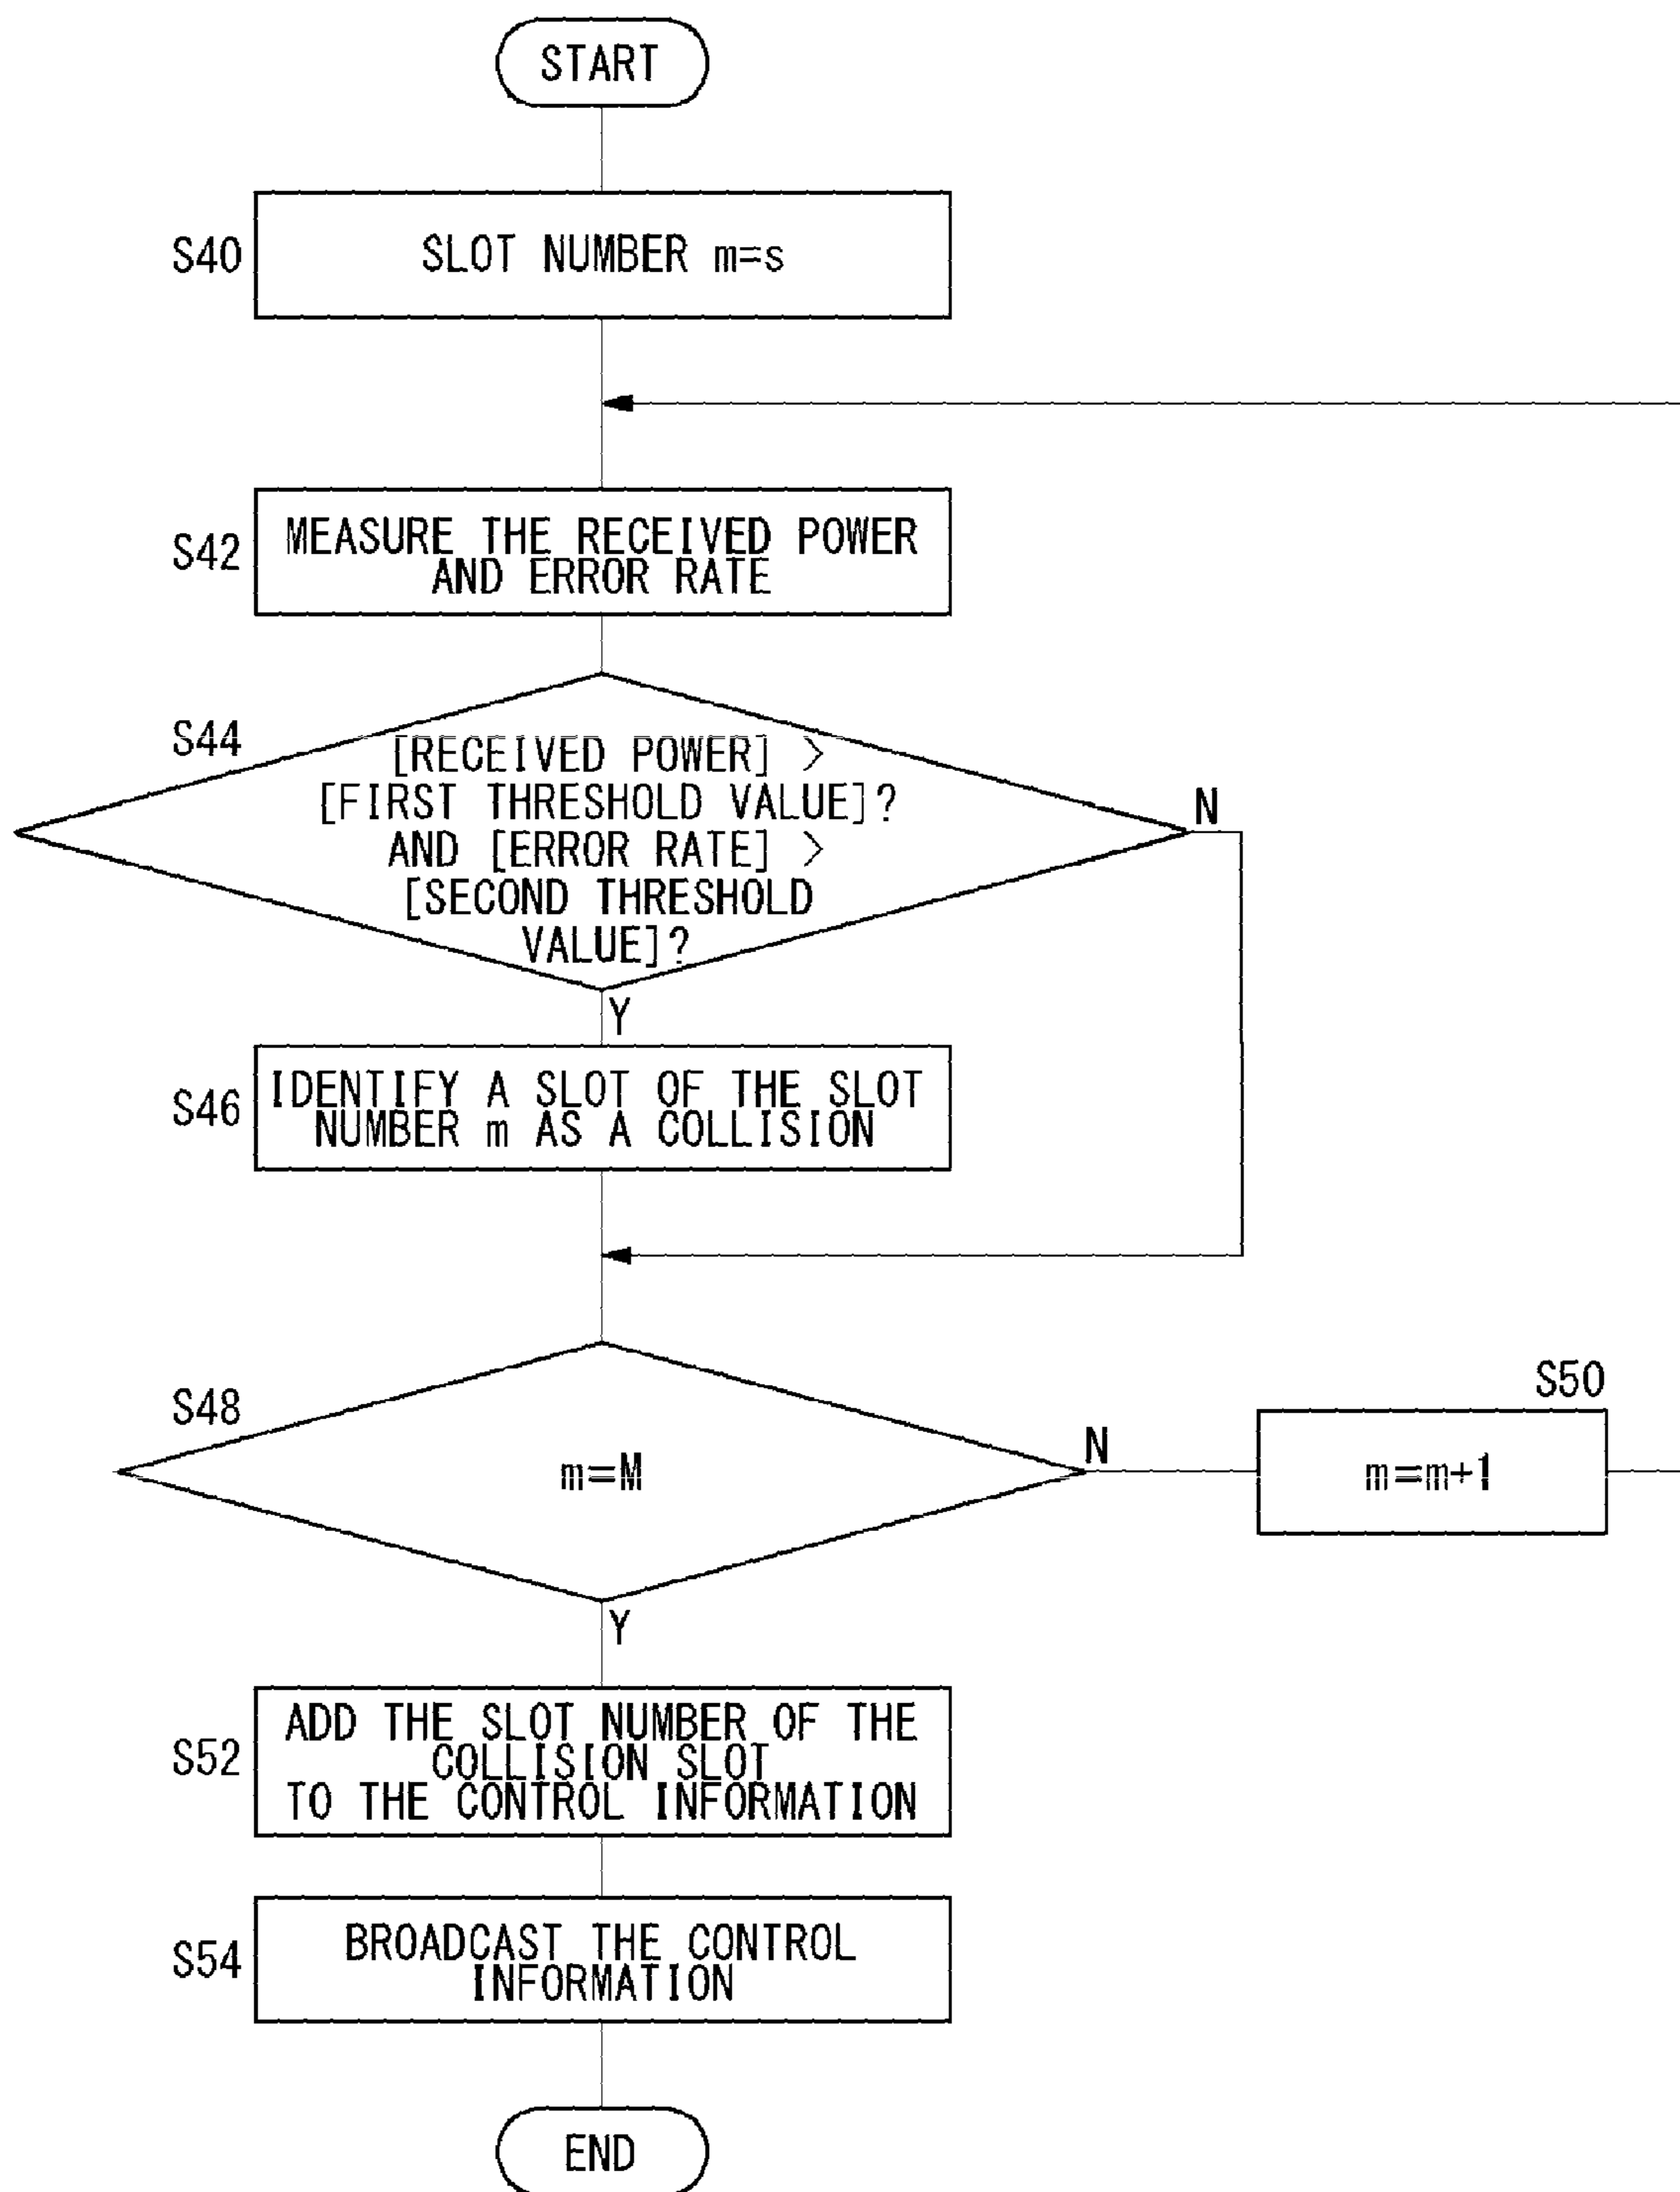 START
S40
SLOT NUMBER m=s
S42
MEASURE THE RECEIVED POWER
AND ERROR RATE
S44
[RECEIVED POWER] >
[FIRST THRESHOLD VALUE]?
AND [ERROR RATE] >
[SECOND THRESHOLD
VALUE]?
N
Y
S46
IDENTIFY A SLOT OF THE SLOT
NUMBER m AS A COLLISION
S48
m=M
N
S50
m=m+1
Y
S52
ADD THE SLOT NUMBER OF THE
COLLISION SLOT
TO THE CONTROL INFORMATION
S54
BROADCAST THE CONTROL
INFORMATION
END